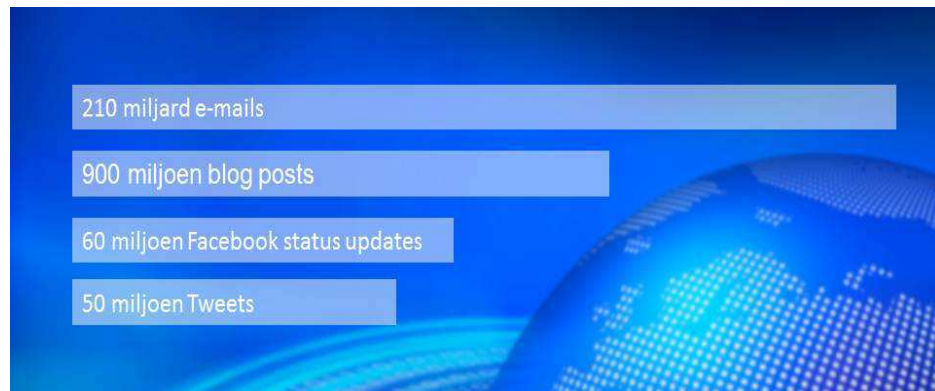 210 miljard e-mails
900 miljoen blog posts
60 miljoen Facebook status updates
50 miljoen Tweets